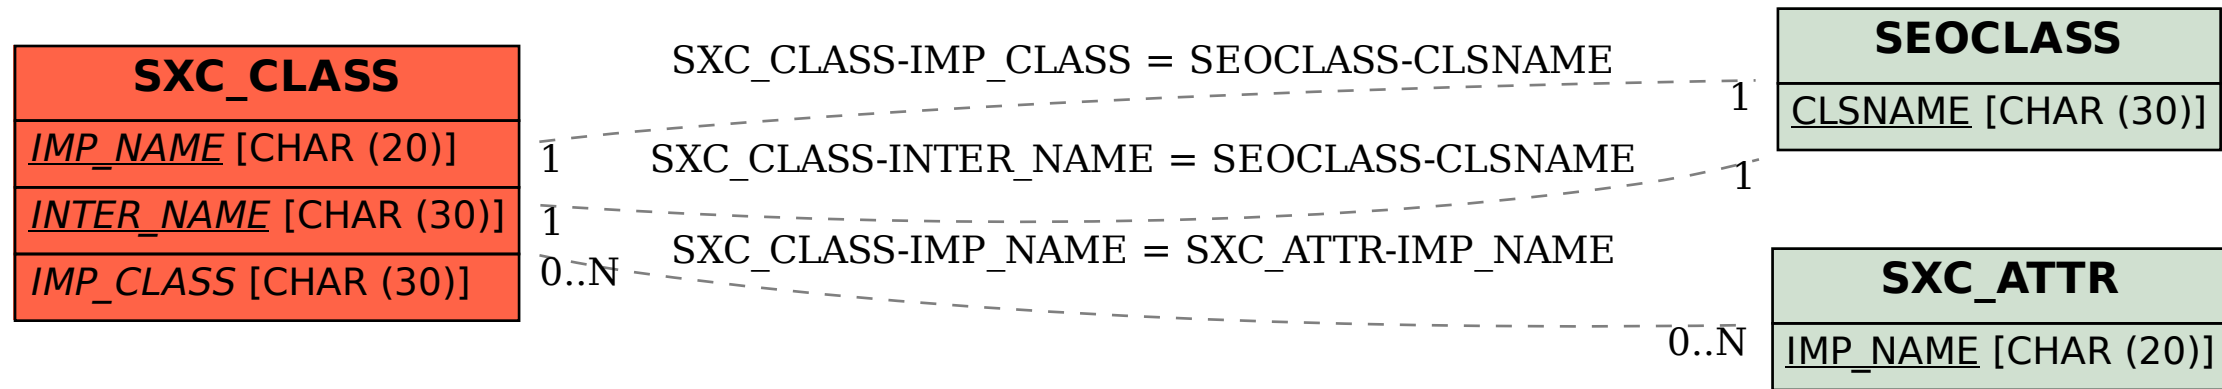 SXC_CLASS
IMP_NAME [CHAR (20)]
INTER_NAME [CHAR (30)]
IMP_CLASS [CHAR (30)]
SXC_CLASS-IMP_CLASS = SEOCLASS-CLSNAME
1
1
SXC_CLASS-INTER_NAME = SEOCLASS-CLSNAME
1
1
SXC_CLASS-IMP_NAME = SXC_ATTR-IMP_NAME
0..N
0..N
SEOCLASS
CLSNAME [CHAR (30)]
SXC_ATTR
IMP_NAME [CHAR (20)]